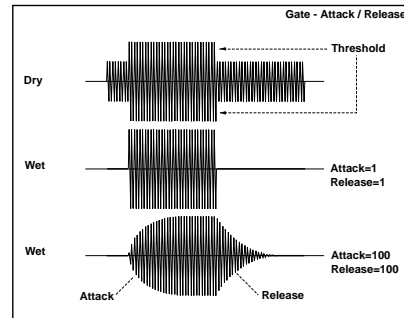 Gate - Attack / Release
Threshold
Dry
Wet
Attack=1
Release=1
Wet
Attack=100
Release=100
Attack
Release